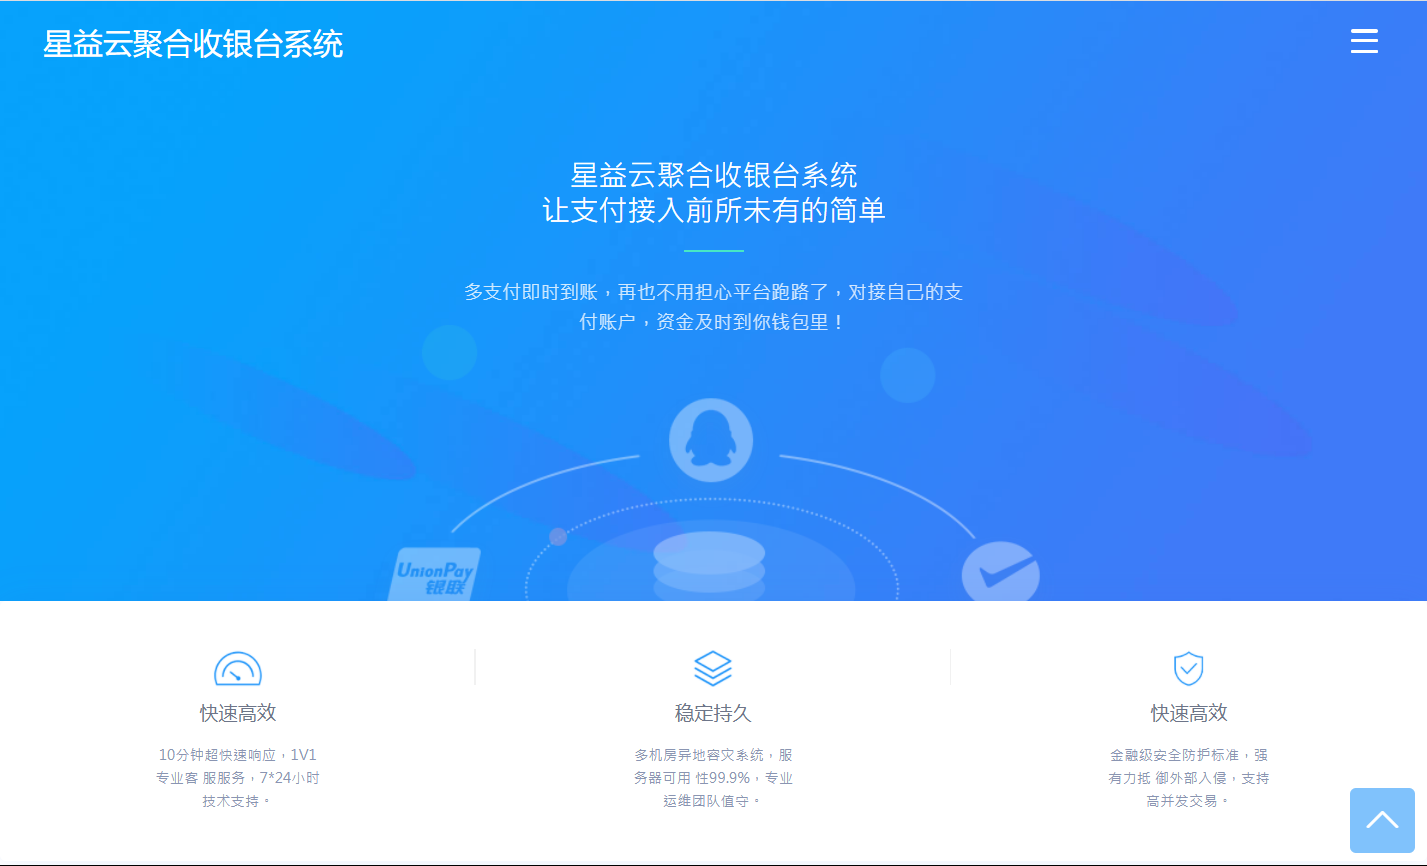 星益云聚合收银台系统
星益云聚合收银台系统
让支付接入前所未有的简单
多支付即时到账，再也不用担心平台跑路了，对接自己的支
付账户，资金及时到你钱包里！
UnionPay
银联
快速高效
10分钟超快速响应，1V1
专业客 服服务，7*24小时
技术支持。
稳定持久
多机房异地容灾系统，服
务器可用 性99.9%，专业
运维团队值守。
快速高效
金融级安全防护标准，强
有力抵 御外部入侵，支持
高并发交易。